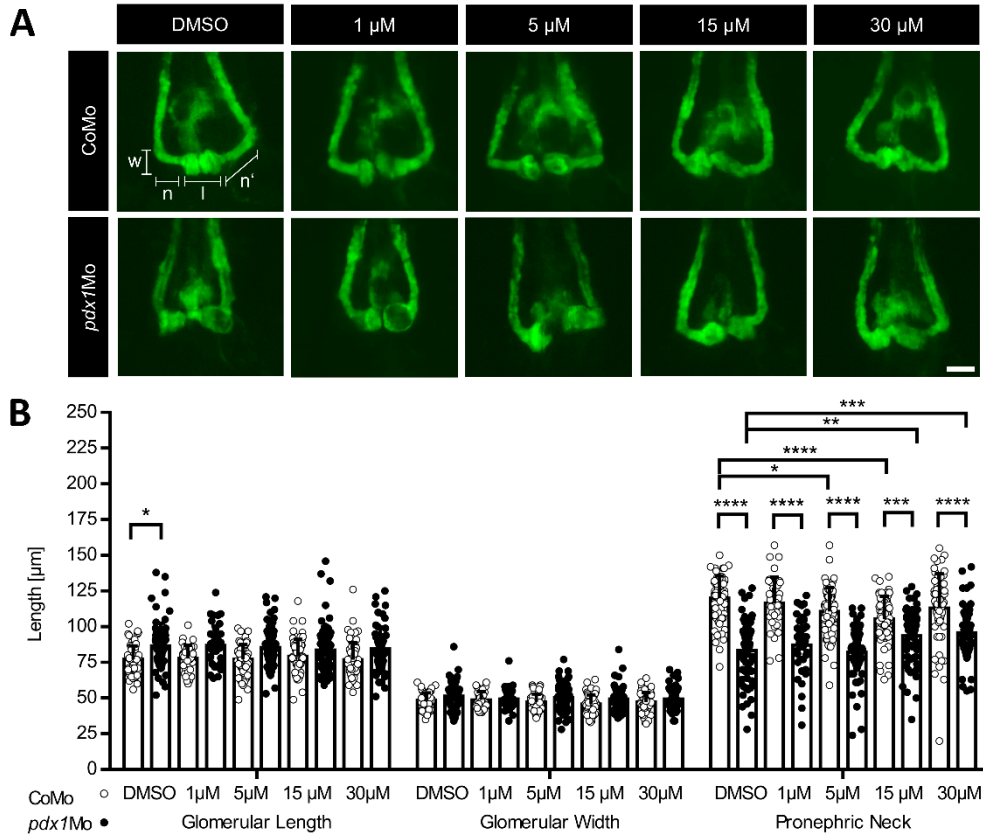 A
DMSO 1 µM 5 µM 15 µM 30 µM
CoMo
w
n l n‘
pdx1Mo
B
250
225
200
175
150
125
100
75
50
25
0
Length [µm]
*
***
**
****
*
**** **** **** *** ****
CoMo DMSO 1µM 5µM 15 µM 30µM DMSO 1µM 5µM 15 µM 30µM DMSO 1µM 5µM 15 µM 30µM
pdx1Mo Glomerular Length Glomerular Width Pronephric Neck